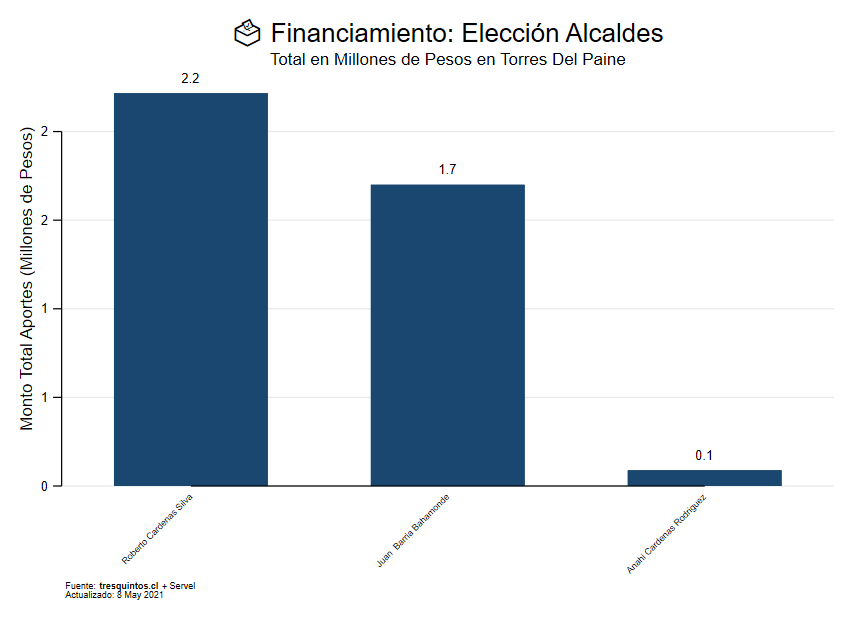 Financiamiento: Elección Alcaldes
Total en Millones de Pesos en Torres Del Paine
Monto Total Aportes (Millones de Pesos)
2
2
1
1
0
2.2
1.7
0.1
Roberto Cardenas Silva
Juan  Barria Bahamonde
Anahi Cardenas Rodriguez
Fuente: tresquintos.cl + Servel
Actualizado: 8 May 2021